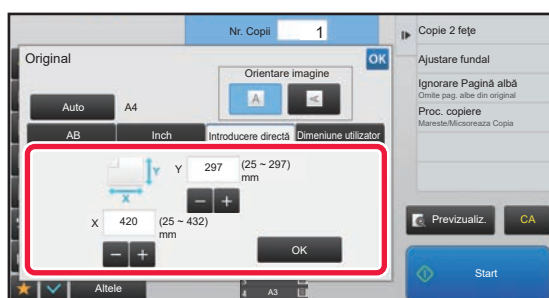 Nr. Copii 1
Original
OK
Orientare imagine
A A
Auto A4
AB Inch Introducere directă Dimeniune utilizator
Y
X
Y 297 (25 ~ 297)
mm
X 420 (25 ~ 432)
mm
OK
Altele
A3
Copie 2 feţe
Ajustare fundal
Ignorare Pagină albă
Omite pag. albe din original
Proc. copiere
Mareste/Micsoreaza Copia
Previzualiz. CA
Start